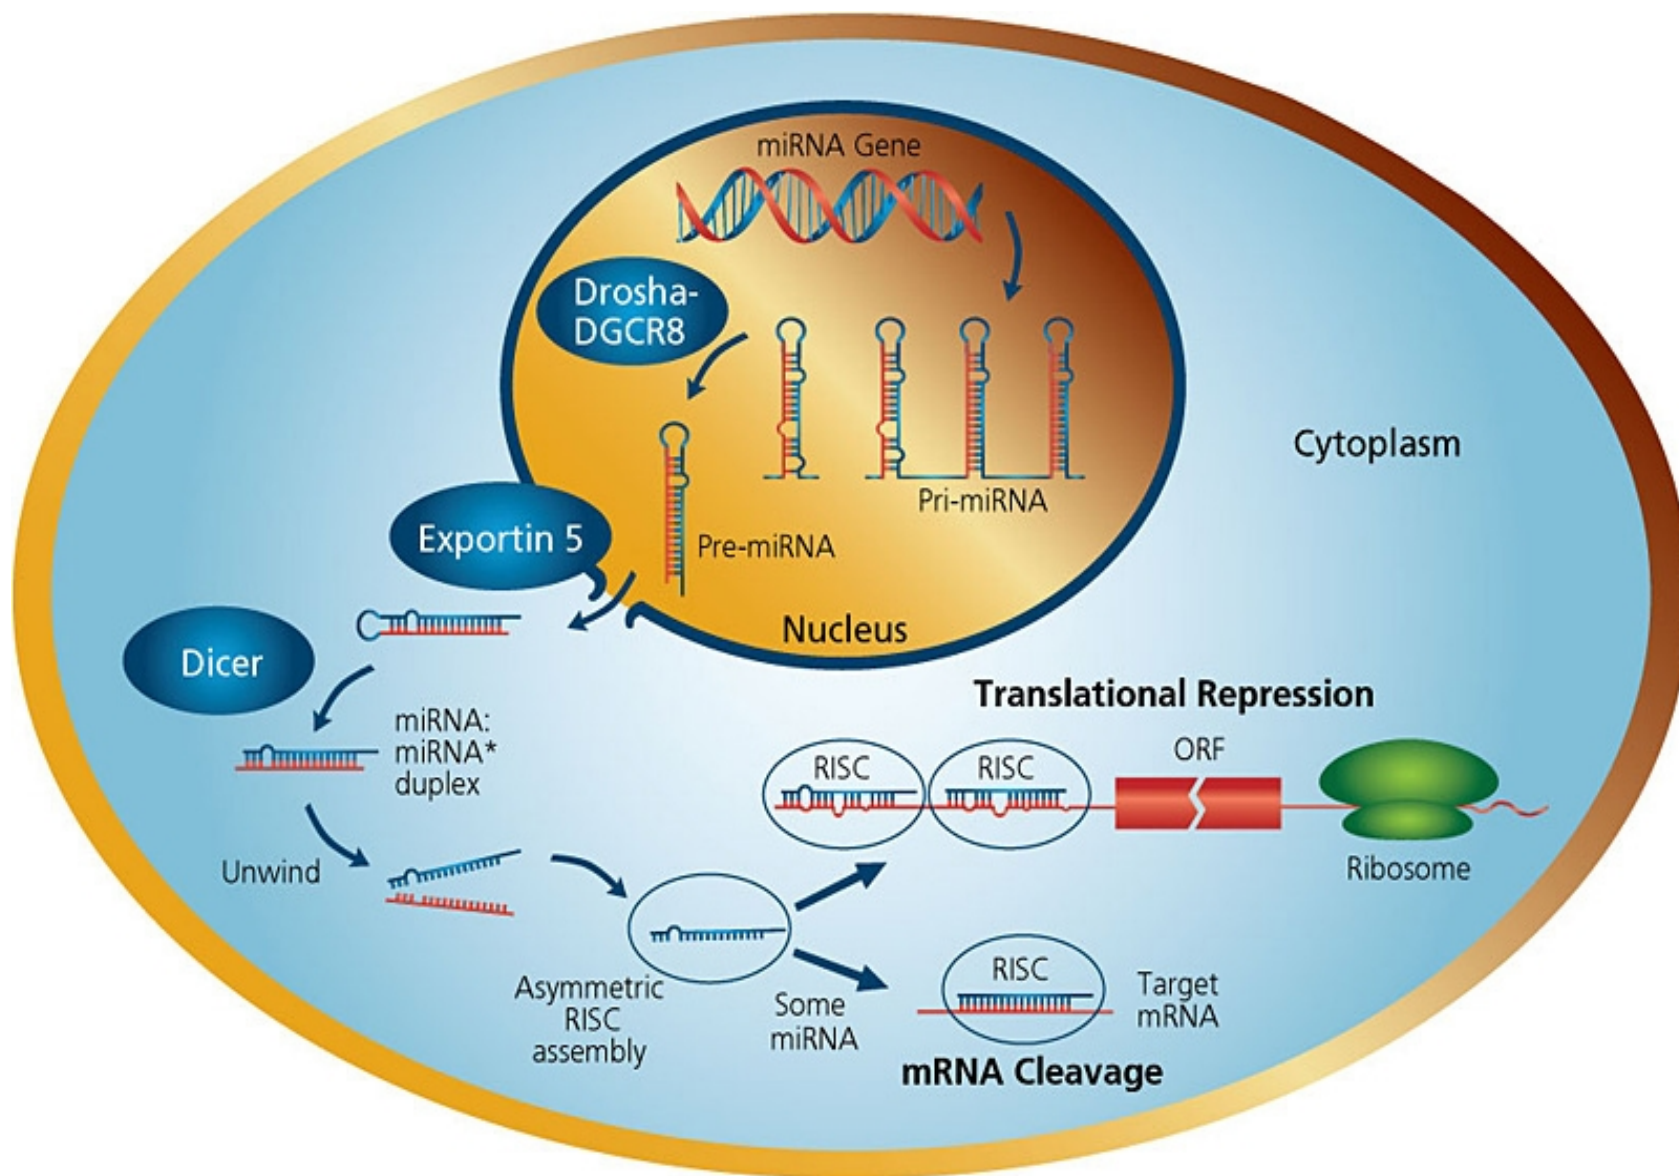 miRNA Gene
Drosha-
DGCR8
Pri-miRNA
Cytoplasm
Exportin 5
Pre-miRNA
Nucleus
Dicer
miRNA:
miRNA*
duplex
Translational Repression
RISC
RISC
ORF
Ribosome
Unwind
Asymmetric
RISC
assembly
Some
miRNA
RISC
Target
mRNA
mRNA Cleavage